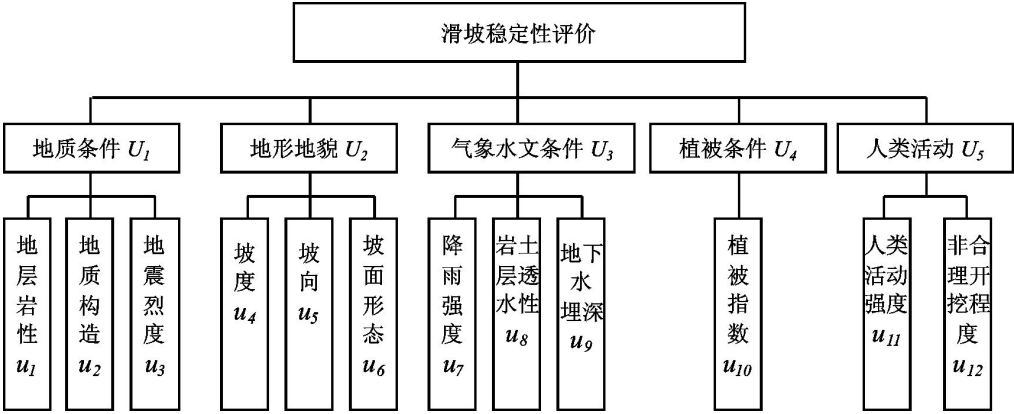 滑坡稳定性评价
地质条件 U1
地形地貌 U2
气象水文条件 U3
植被条件 U4
人类活动 U5
地层岩性 u1
地质构造 u2
地震烈度 u3
坡度 u4
坡向 u5
坡面形态 u6
降雨强度 u7
岩土层透水性 u8
地下水埋深 u9
植被指数 u10
人类活动强度 u11
非合理开挖程度 u12